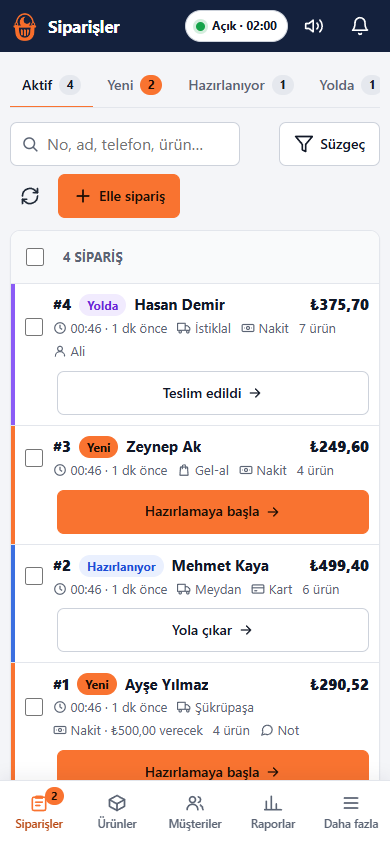 Siparişler
Açık · 02:00
Aktif 4 Yeni 2 Hazırlanıyor 1 Yolda 1
No, ad, telefon, ürün...
Süzgeç
Elle sipariş
4 SİPARİŞ
#4 Yolda Hasan Demir ₺375,70
00:46 · 1 dk önce İstiklal Nakit 7 ürün
Ali
Teslim edildi →
#3 Yeni Zeynep Ak ₺249,60
00:46 · 1 dk önce Gel-al Nakit 4 ürün
Hazırlamaya başla →
#2 Hazırlanıyor Mehmet Kaya ₺499,40
00:46 · 1 dk önce Meydan Kart 6 ürün
Yola çıkar →
#1 Yeni Ayşe Yılmaz ₺290,52
00:46 · 1 dk önce Şükrüpaşa
Nakit · ₺500,00 verecek 4 ürün Not
Hazırlamaya başla →
2
Siparişler Ürünler Müşteriler Raporlar Daha fazla